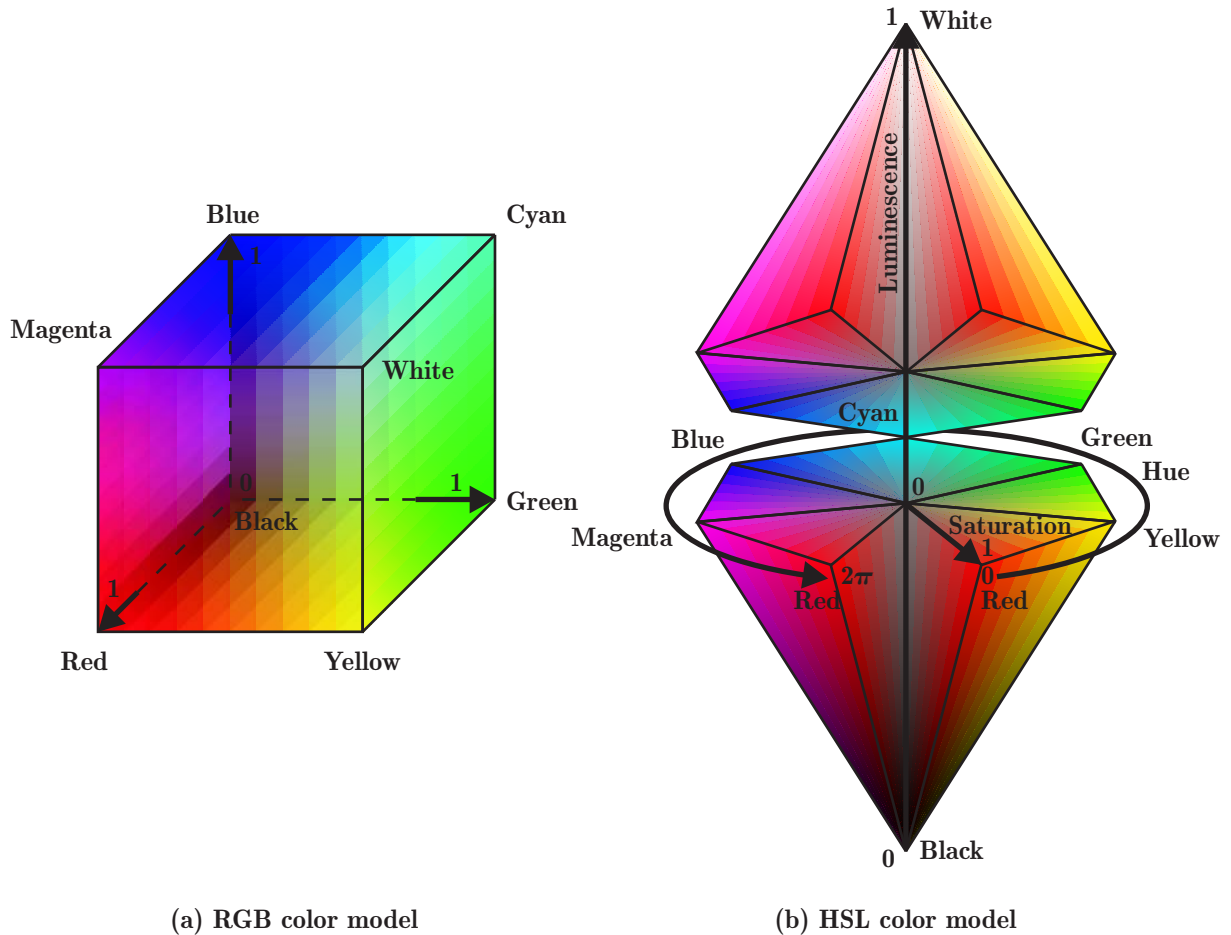 Blue
Cyan
1
Magenta
White
0
1
Black
Green
1
Red
Yellow
(a) RGB color model
1
White
Luminescence
Cyan
Blue
Green
Hue
0
Magenta
Saturation
Yellow
1
2π
0
Red
Red
0
Black
(b) HSL color model